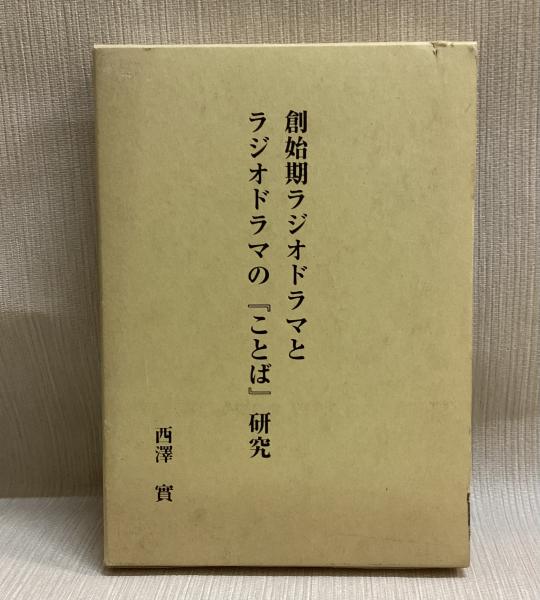 創始期ラジオドラマと
ラジオドラマの『ことば』研究
西澤 實